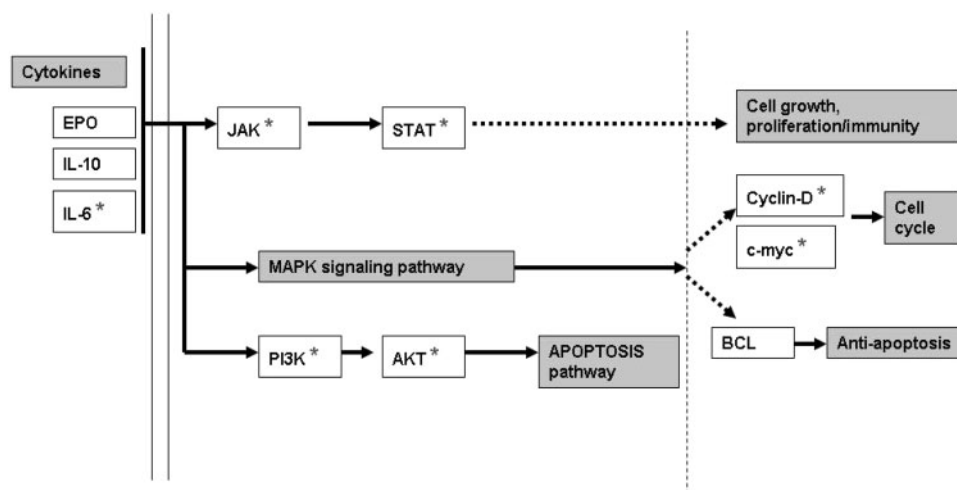 Cytokines
EPO
IL-10
IL-6 *
JAK *
STAT *
Cell growth,
proliferation/immunity
MAPK signaling pathway
Cyclin-D *
c-myc *
Cell
cycle
PI3K *
AKT *
APOPTOSIS
pathway
BCL
Anti-apoptosis